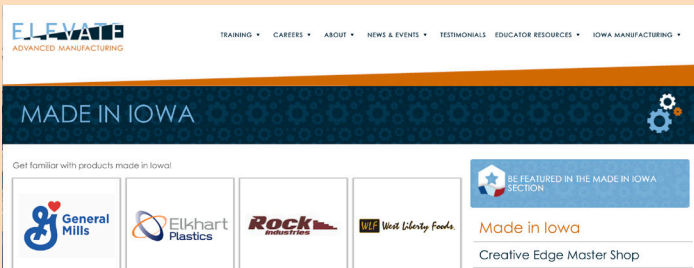 ELEVATE
ADVANCED MANUFACTURING
TRAINING CAREERS ABOUT NEWS & EVENTS TESTIMONIALS EDUCATOR RESOURCES IOWA MANUFACTURING
MADE IN IOWA
Get familiar with products made in Iowa!
General
Mills
Elkhart
Plastics
Rock
industries
WLF West Liberty Foods.
BE FEATURED IN THE MADE IN IOWA
SECTION
Made in Iowa
Creative Edge Master Shop